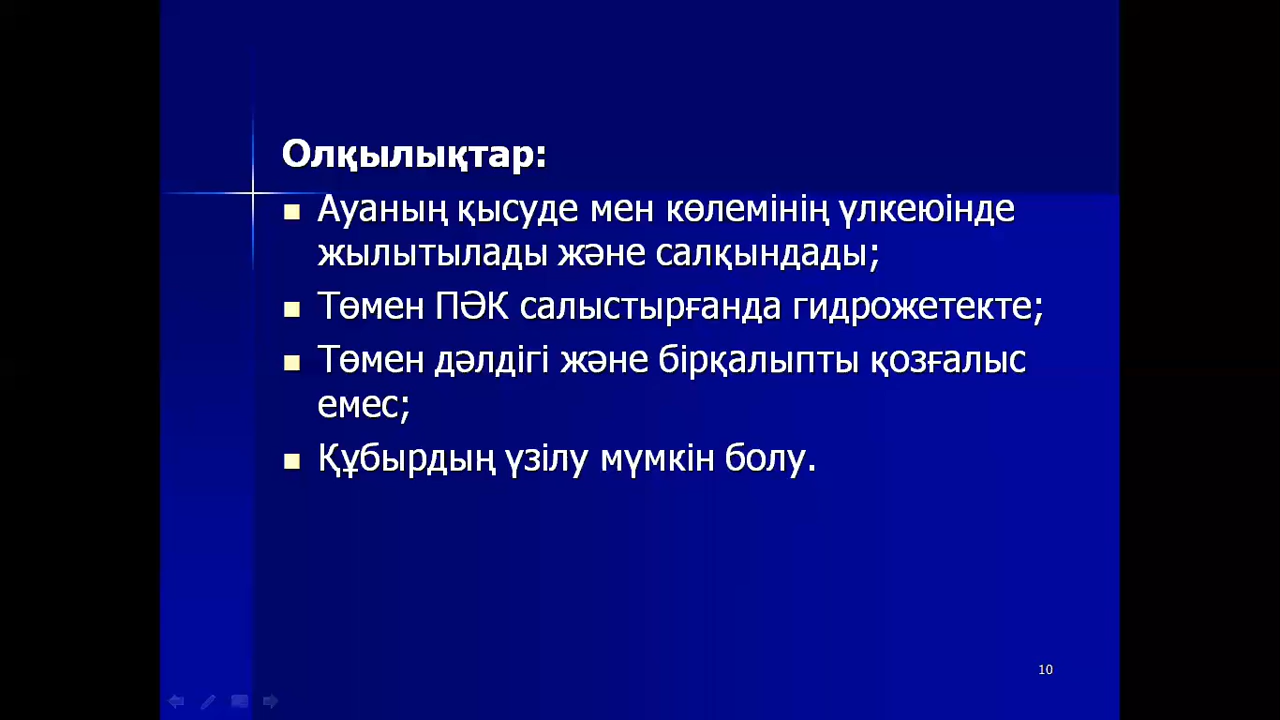 Олқылықтар:
Ауаның қысуде мен көлемінің үлкеюінде
жылытылады және салқындады;
Төмен ПӘК салыстырғанда гидрожетекте;
Төмен дәлдігі және бірқалыпты қозғалыс
емес;
Құбырдың үзілу мүмкін болу.
10